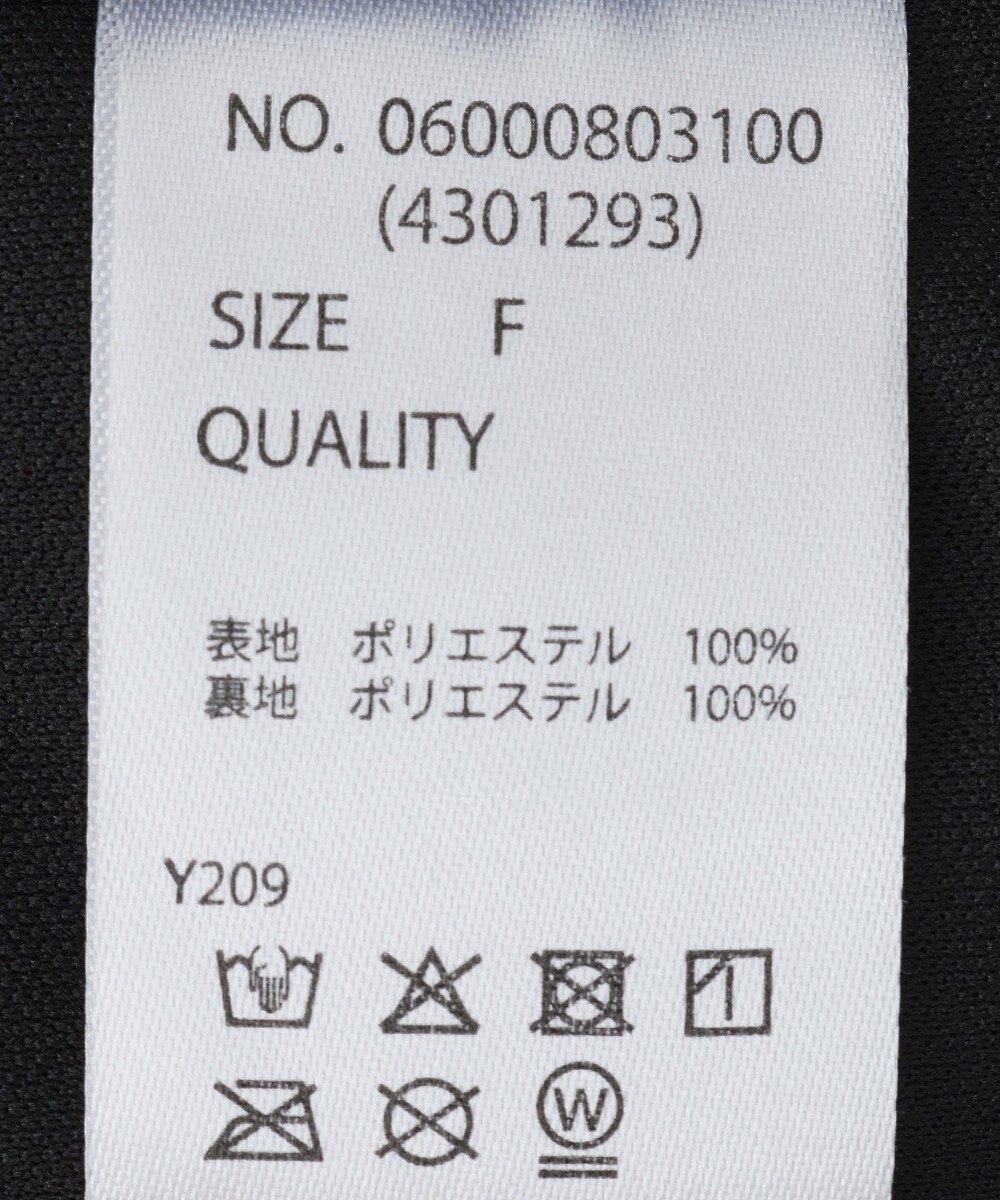 NO. 06000803100
(4301293)
SIZE F
QUALITY
表地 ポリエステル 100%
裏地 ポリエステル 100%
Y209
W